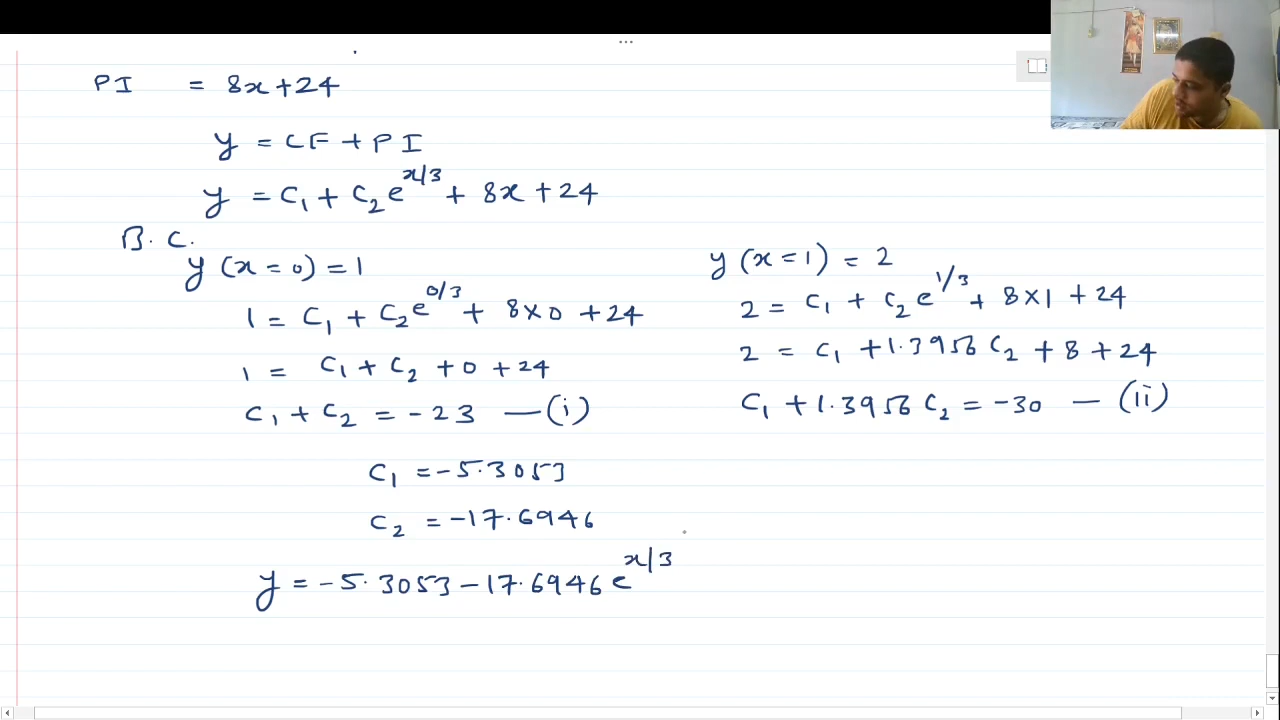 PI = 8x+24
y = CF + PI
y = C₁ + C₂e^x/3 + 8x + 24
B. C.
y (x = 0) = 1
1 = C₁ + C₂e^0/3 + 8×0 + 24
1 = C₁ + C₂ + 0 + 24
C₁ + C₂ = -23 —(i)
y (x = 1) = 2
2 = C₁ + C₂e^1/3 + 8×1 + 24
2 = C₁ + 1.3956 C₂ + 8 + 24
C₁ + 1.3956 C₂ = -30 — (ii)
C₁ = -5.3053
C₂ = -17.6946
y = -5.3053 - 17.6946 e^x/3